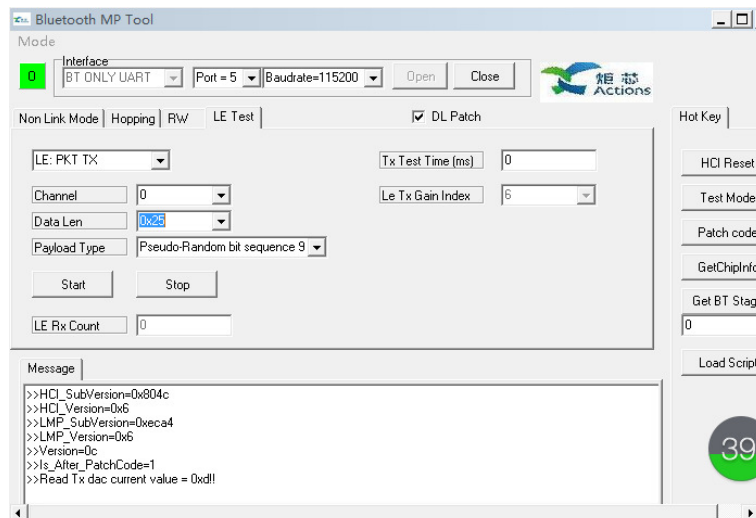 Bluetooth MP Tool
Mode
Interface
0
BT ONLY UART
Port = 5
Baudrate=115200
Open
Close
炬芯
Actions
Non Link Mode
Hopping
RW
LE Test
DL Patch
Hot Key
LE: PKT TX
Tx Test Time (ms)
0
HCI Reset
Channel
0
Le Tx Gain Index
6
Test Mode
Data Len
0x25
Payload Type
Pseudo-Random bit sequence 9
Patch code
Start
Stop
GetChipInfo
Get BT Stag
LE Rx Count
0
0
Load Script
Message
>>HCI_SubVersion=0x804c
>>HCI_Version=0x6
>>LMP_SubVersion=0xeca4
>>LMP_Version=0x6
>>Version=0c
>>Is_After_PatchCode=1
>>Read Tx dac current value = 0xd!!
39